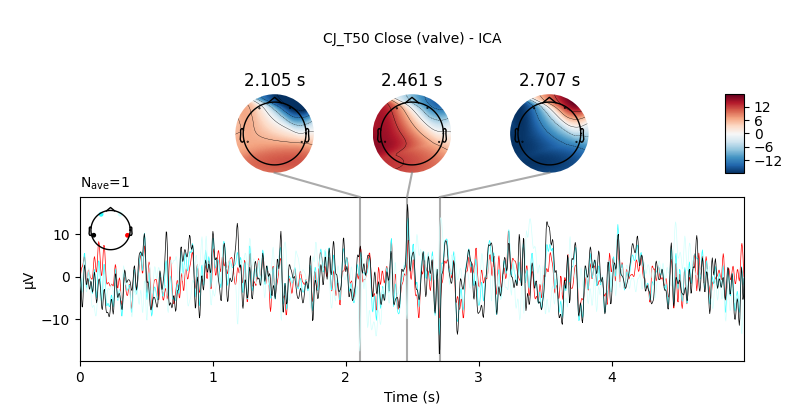 CJ_T50 Close (valve) - ICA
2.105 s 2.461 s 2.707 s
12
6
0
−6
−12
Nave=1
10
0
−10
µV
0 1 2 3 4
Time (s)